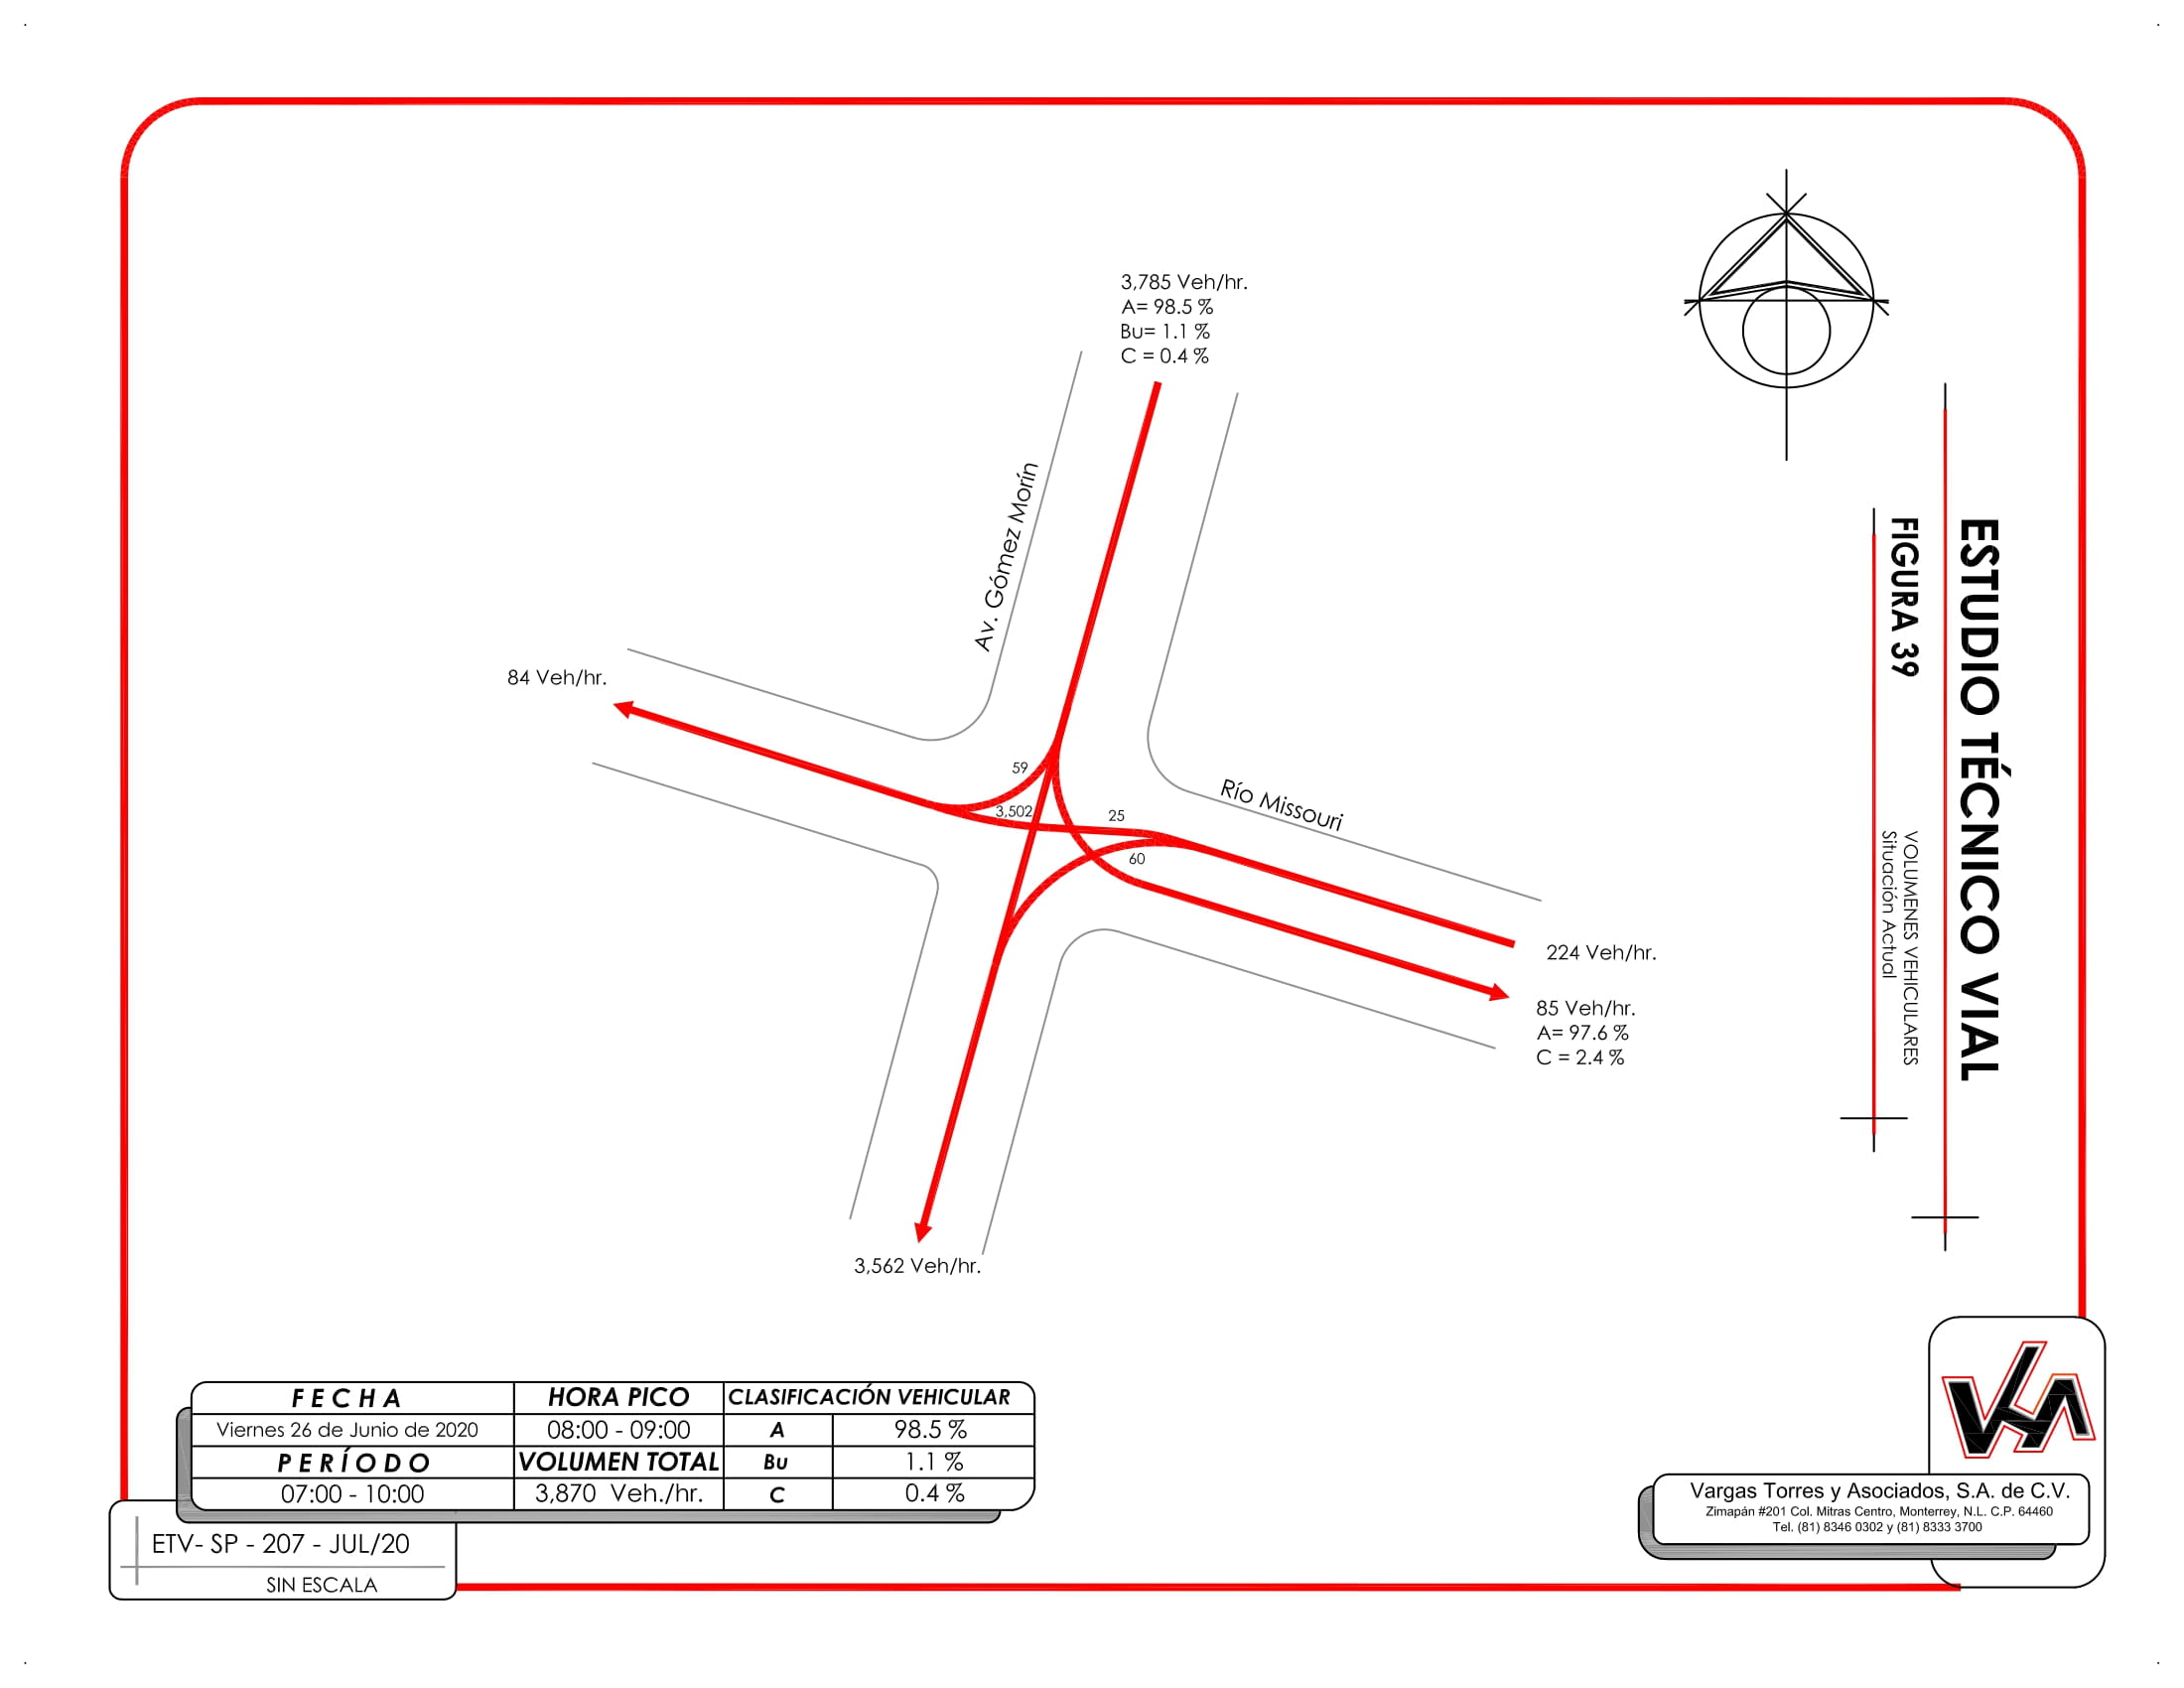 3,785 Veh/hr.
A= 98.5 %
Bu= 1.1 %
C = 0.4 %
Av. Gómez Morín
84 Veh/hr.
59
3,502
25
60
Río Missouri
224 Veh/hr.
85 Veh/hr.
A= 97.6 %
C = 2.4 %
3,562 Veh/hr.
ESTUDIO TÉCNICO VIAL
FIGURA 39
VOLUMENES VEHICULARES
Situación Actual
FECHA HORA PICO CLASIFICACIÓN VEHICULAR
Viernes 26 de Junio de 2020 08:00 - 09:00 A 98.5 %
PERÍODO VOLUMEN TOTAL Bu 1.1 %
07:00 - 10:00 3,870 Veh./hr. C 0.4 %
ETV- SP - 207 - JUL/20
SIN ESCALA
Vargas Torres y Asociados, S.A. de C.V.
Zimapán #201 Col. Mitras Centro, Monterrey, N.L. C.P. 64460
Tel. (81) 8346 0302 y (81) 8333 3700